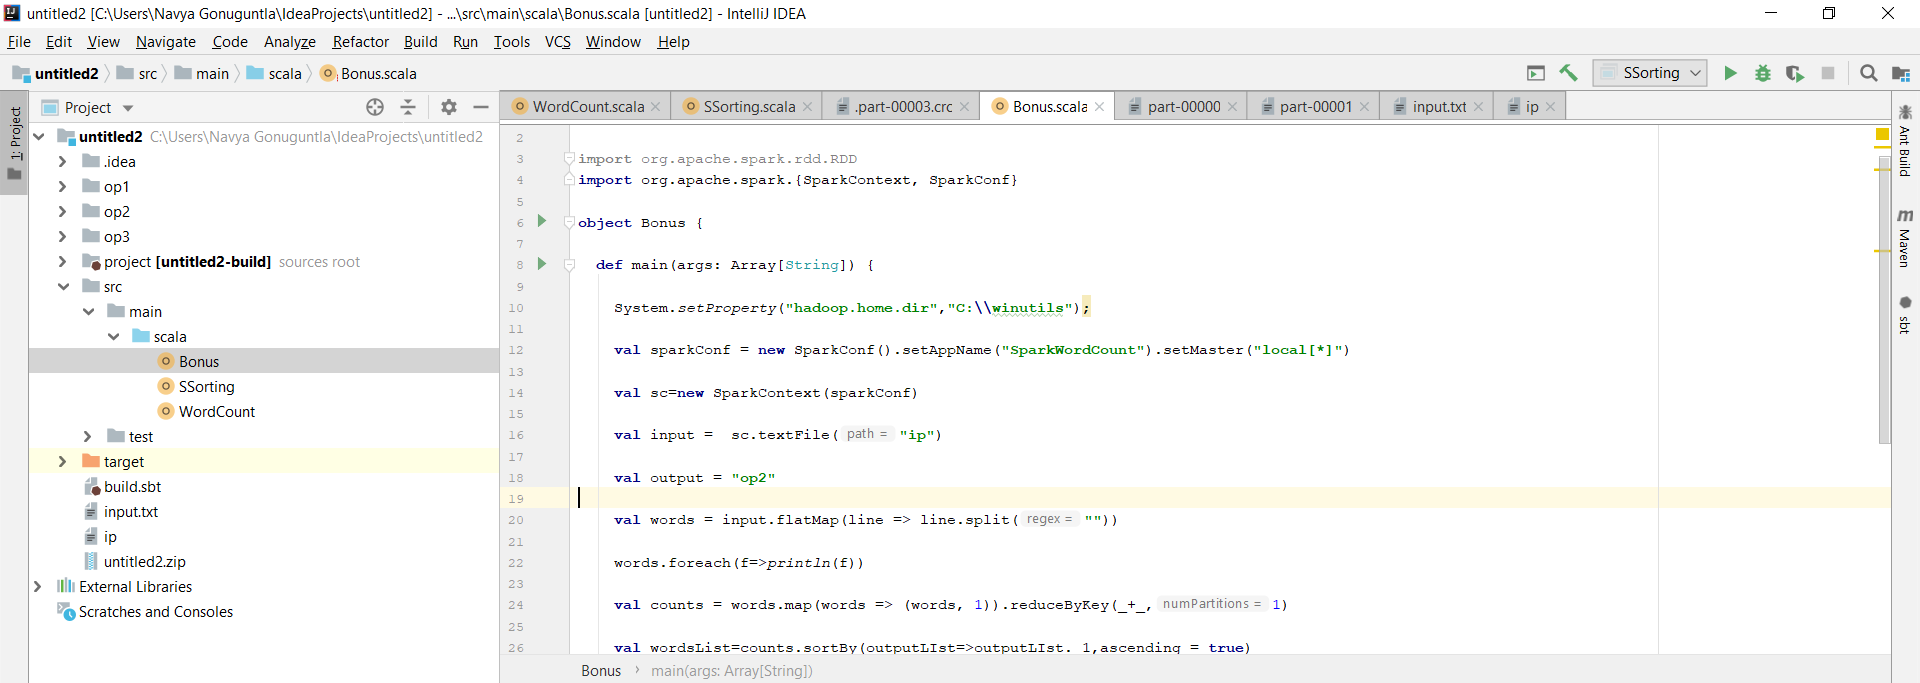 untitled2 [C:\Users\Navya Gonuguntla\IdeaProjects\untitled2] - ...\src\main\scala\Bonus.scala [untitled2] - IntelliJ IDEA
File Edit View Navigate Code Analyze Refactor Build Run Tools VCS Window Help
untitled2 src main scala Bonus.scala SSorting
1: Project
Project
WordCount.scala SSorting.scala .part-00003.crc Bonus.scala part-00000 part-00001 input.txt ip
untitled2 C:\Users\Navya Gonuguntla\IdeaProjects\untitled2
.idea
op1
op2
op3
project [untitled2-build] sources root
src
main
scala
Bonus
SSorting
WordCount
test
target
build.sbt
input.txt
ip
untitled2.zip
External Libraries
Scratches and Consoles
2
3 import org.apache.spark.rdd.RDD
4 import org.apache.spark.{SparkContext, SparkConf}
5
6 object Bonus {
7
8 def main(args: Array[String]) {
9
10 System.setProperty("hadoop.home.dir","C:\\winutils");
11
12 val sparkConf = new SparkConf().setAppName("SparkWordCount").setMaster("local[*]")
13
14 val sc=new SparkContext(sparkConf)
15
16 val input = sc.textFile( path = "ip")
17
18 val output = "op2"
19
20 val words = input.flatMap(line => line.split( regex = ""))
21
22 words.foreach(f=>println(f))
23
24 val counts = words.map(words => (words, 1)).reduceByKey(_+_, numPartitions = 1)
25
26 val wordsList=counts.sortBy(outputLIst=>outputLIst._1,ascending = true)
Bonus main(args: Array[String])
Ant Build
Maven
sbt